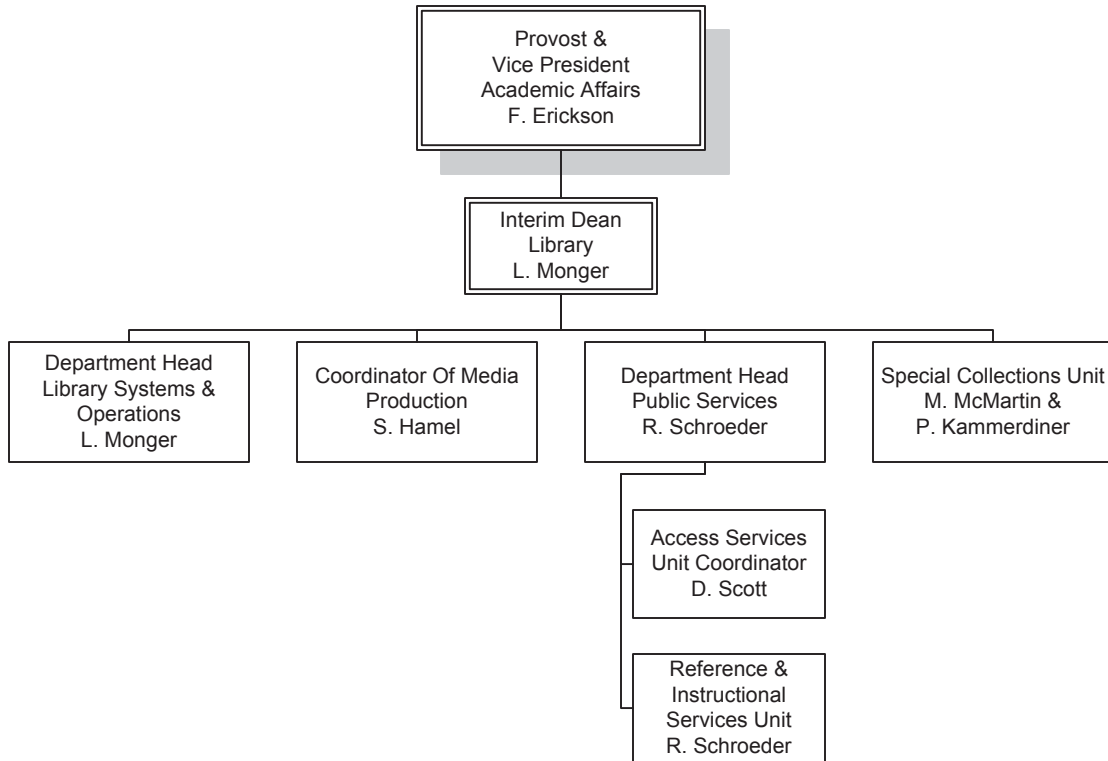 Provost &
Vice President
Academic Affairs
F. Erickson
Interim Dean
Library
L. Monger
Department Head
Library Systems &
Operations
L. Monger
Coordinator Of Media
Production
S. Hamel
Department Head
Public Services
R. Schroeder
Special Collections Unit
M. McMartin &
P. Kammerdiner
Access Services
Unit Coordinator
D. Scott
Reference &
Instructional
Services Unit
R. Schroeder